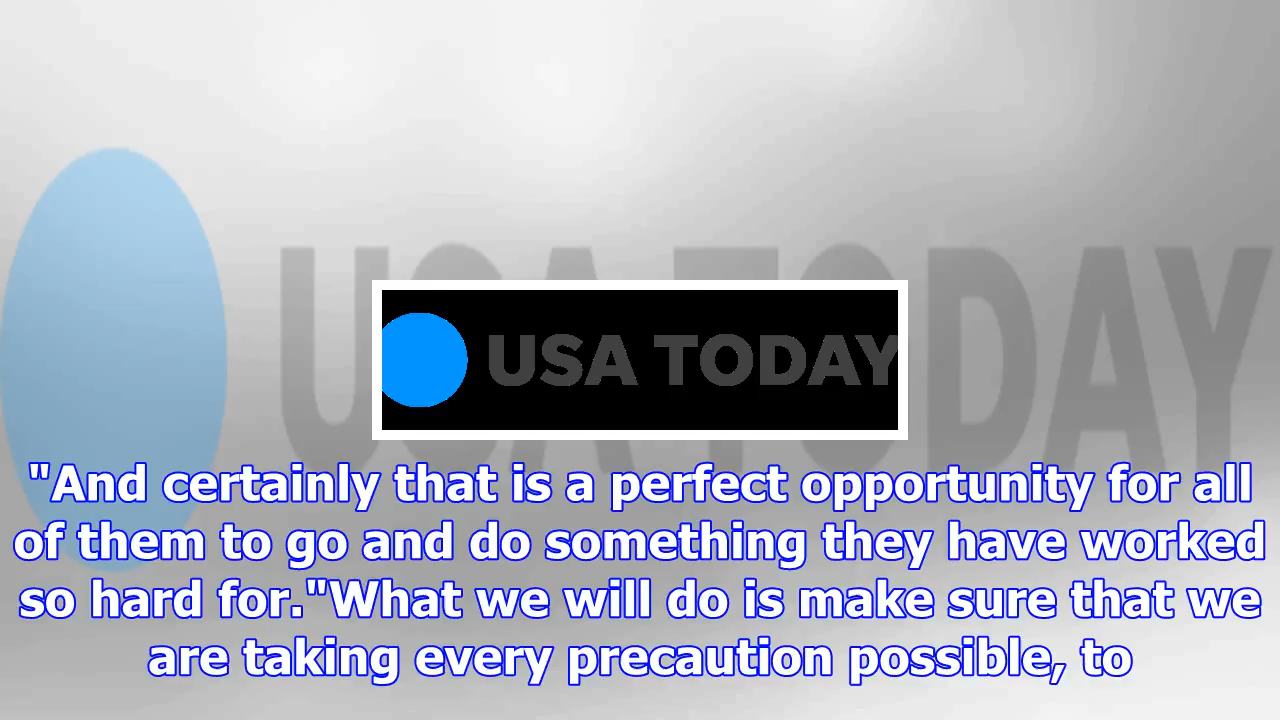 USA TODAY
USA TODAY
"And certainly that is a perfect opportunity for all
of them to go and do something they have worked
so hard for."What we will do is make sure that we
are taking every precaution possible, to